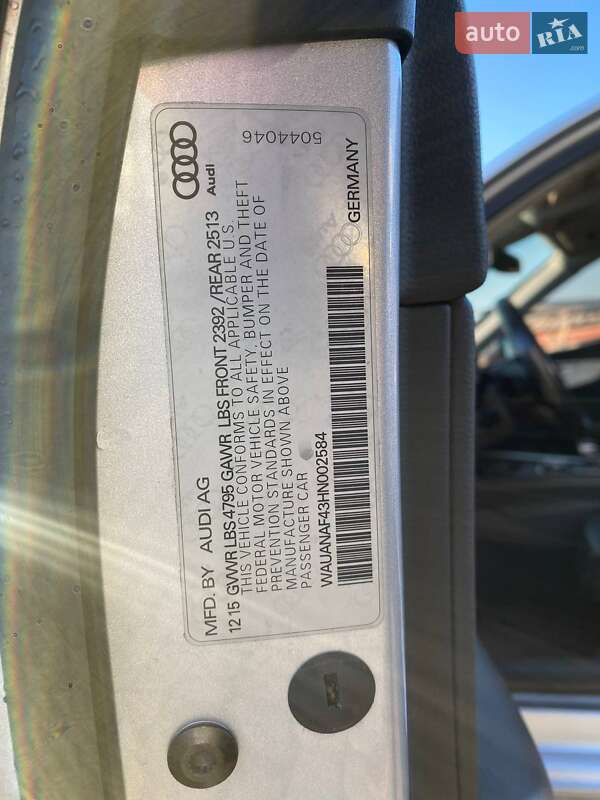 auto RIA.com
5044046
Audi
MFD. BY AUDI AG
12 15 GVWR LBS 4795 GAWR LBS FRONT 2392 /REAR 2513
THIS VEHICLE CONFORMS TO ALL APPLICABLE U.S.
FEDERAL MOTOR VEHICLE SAFETY, BUMPER AND THEFT
PREVENTION STANDARDS IN EFFECT ON THE DATE OF
MANUFACTURE SHOWN ABOVE
PASSENGER CAR
WAUANAF43HN002584
GERMANY